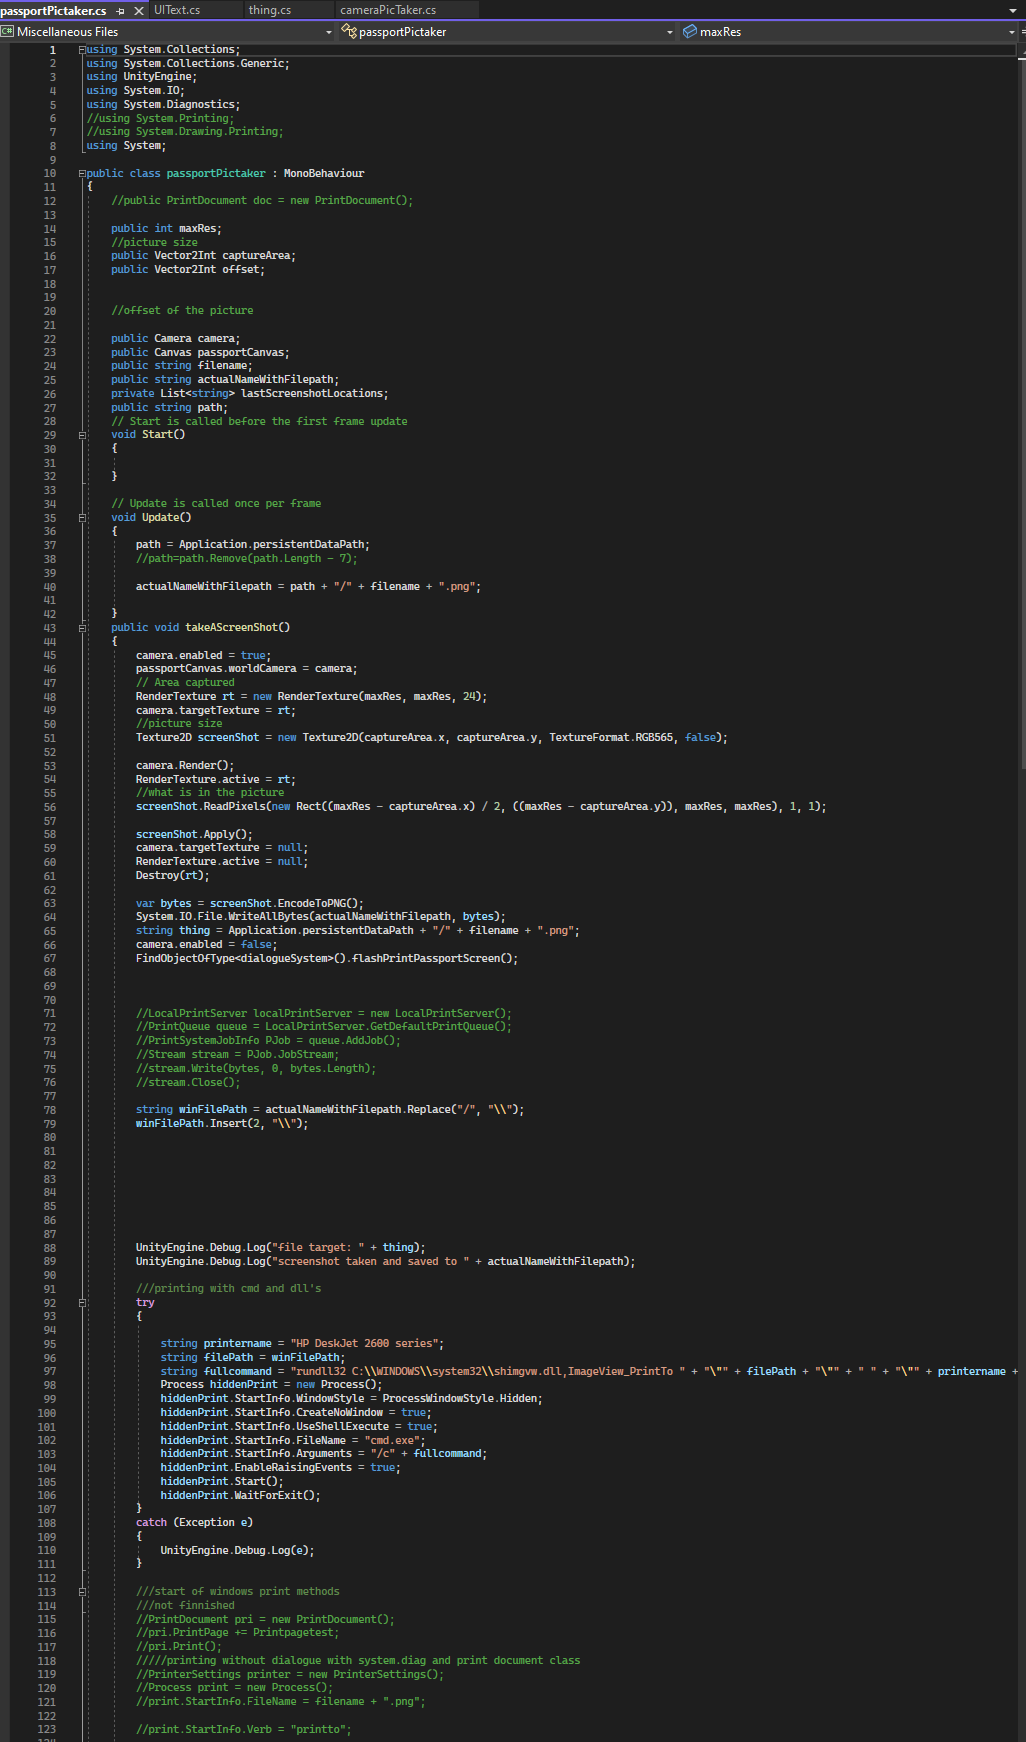 passportPictaker.cs UIText.cs thing.cs cameraPicTaker.cs
C# Miscellaneous Files passportPictaker maxRes
1 using System.Collections;
2 using System.Collections.Generic;
3 using UnityEngine;
4 using System.IO;
5 using System.Diagnostics;
6 //using System.Printing;
7 //using System.Drawing.Printing;
8 using System;
9
10 public class passportPictaker : MonoBehaviour
11 {
12 //public PrintDocument doc = new PrintDocument();
13
14 public int maxRes;
15 //picture size
16 public Vector2Int captureArea;
17 public Vector2Int offset;
18
19
20 //offset of the picture
21
22 public Camera camera;
23 public Canvas passportCanvas;
24 public string filename;
25 public string actualNameWithFilepath;
26 private List<string> lastScreenshotLocations;
27 public string path;
28 // Start is called before the first frame update
29 void Start()
30 {
31
32 }
33
34 // Update is called once per frame
35 void Update()
36 {
37 path = Application.persistentDataPath;
38 //path=path.Remove(path.Length - 7);
39
40 actualNameWithFilepath = path + "/" + filename + ".png";
41
42 }
43 public void takeAScreenShot()
44 {
45 camera.enabled = true;
46 passportCanvas.worldCamera = camera;
47 // Area captured
48 RenderTexture rt = new RenderTexture(maxRes, maxRes, 24);
49 camera.targetTexture = rt;
50 //picture size
51 Texture2D screenShot = new Texture2D(captureArea.x, captureArea.y, TextureFormat.RGB565, false);
52
53 camera.Render();
54 RenderTexture.active = rt;
55 //what is in the picture
56 screenShot.ReadPixels(new Rect((maxRes - captureArea.x) / 2, ((maxRes - captureArea.y)), maxRes, maxRes), 1, 1);
57
58 screenShot.Apply();
59 camera.targetTexture = null;
60 RenderTexture.active = null;
61 Destroy(rt);
62
63 var bytes = screenShot.EncodeToPNG();
64 System.IO.File.WriteAllBytes(actualNameWithFilepath, bytes);
65 string thing = Application.persistentDataPath + "/" + filename + ".png";
66 camera.enabled = false;
67 FindObjectOfType<dialogueSystem>().flashPrintPassportScreen();
68
69
70
71 //LocalPrintServer localPrintServer = new LocalPrintServer();
72 //PrintQueue queue = LocalPrintServer.GetDefaultPrintQueue();
73 //PrintSystemJobInfo PJob = queue.AddJob();
74 //Stream stream = PJob.JobStream;
75 //stream.Write(bytes, 0, bytes.Length);
76 //stream.Close();
77
78 string winFilePath = actualNameWithFilepath.Replace("/", "\\");
79 winFilePath.Insert(2, "\\");
80
81
82
83
84
85
86
87
88 UnityEngine.Debug.Log("file target: " + thing);
89 UnityEngine.Debug.Log("screenshot taken and saved to " + actualNameWithFilepath);
90
91 ///printing with cmd and dll's
92 try
93 {
94
95 string printername = "HP DeskJet 2600 series";
96 string filePath = winFilePath;
97 string fullcommand = "rundll32 C:\\WINDOWS\\system32\\shimgvw.dll,ImageView_PrintTo " + "\"" + filePath + "\"" + " " + "\"" + printername +
98 Process hiddenPrint = new Process();
99 hiddenPrint.StartInfo.WindowStyle = ProcessWindowStyle.Hidden;
100 hiddenPrint.StartInfo.CreateNoWindow = true;
101 hiddenPrint.StartInfo.UseShellExecute = true;
102 hiddenPrint.StartInfo.FileName = "cmd.exe";
103 hiddenPrint.StartInfo.Arguments = "/c" + fullcommand;
104 hiddenPrint.EnableRaisingEvents = true;
105 hiddenPrint.Start();
106 hiddenPrint.WaitForExit();
107 }
108 catch (Exception e)
109 {
110 UnityEngine.Debug.Log(e);
111 }
112
113 ///start of windows print methods
114 ///not finnished
115 //PrintDocument pri = new PrintDocument();
116 //pri.PrintPage += Printpagetest;
117 //pri.Print();
118 /////printing without dialogue with system.diag and print document class
119 //PrinterSettings printer = new PrinterSettings();
120 //Process print = new Process();
121 //print.StartInfo.FileName = filename + ".png";
122
123 //print.StartInfo.Verb = "printto";